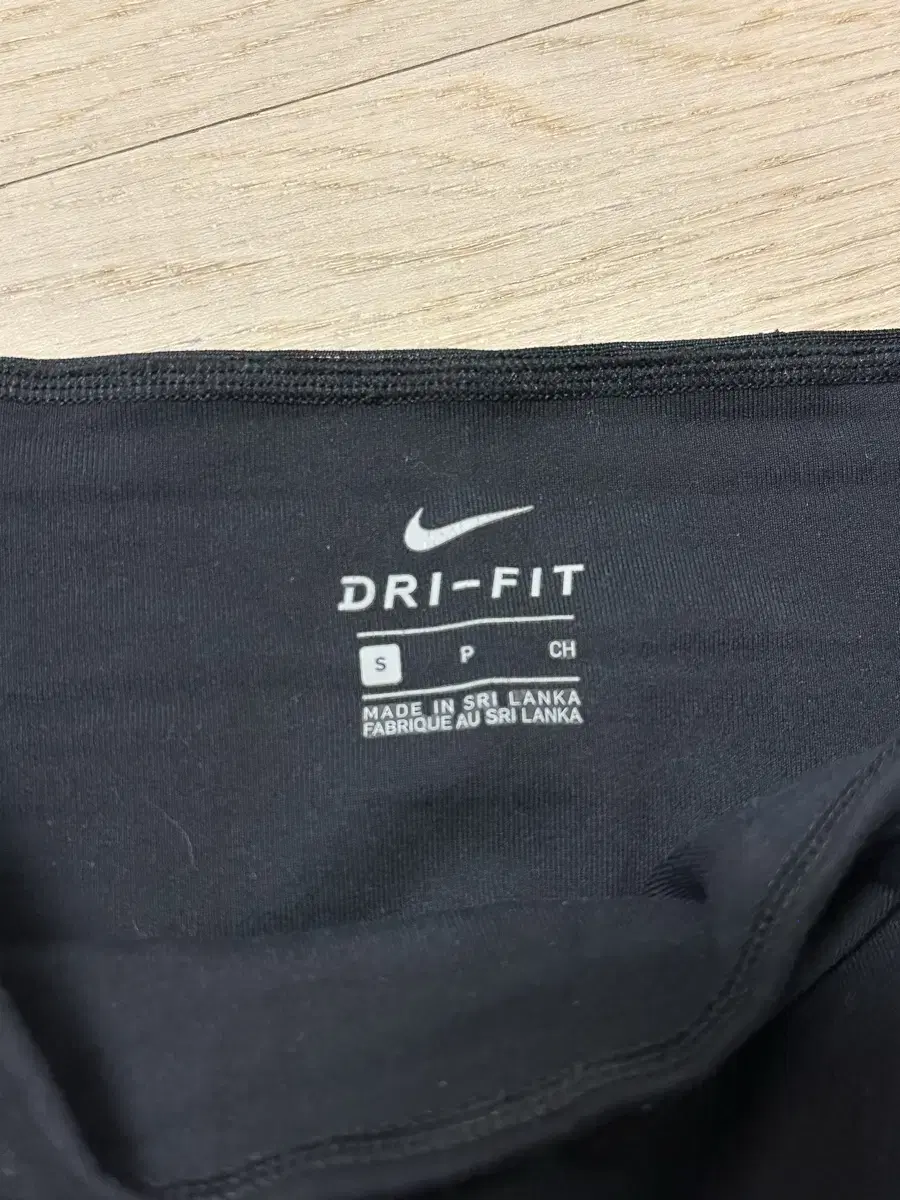 DRI-FIT
S P CH
MADE IN SRI LANKA
FABRIQUE AU SRI LANKA